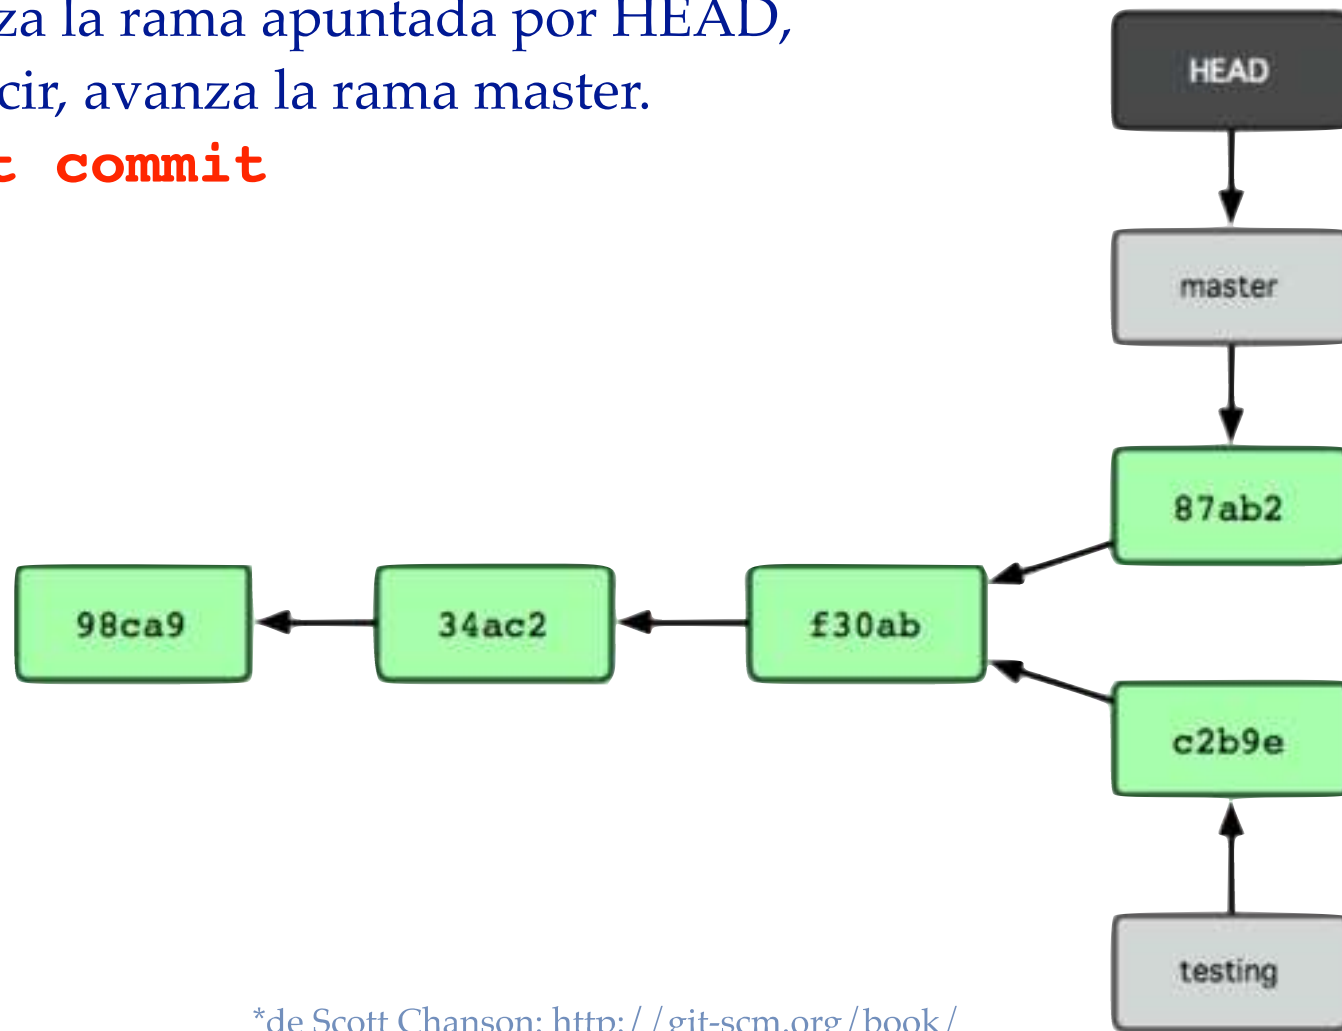 za la rama apuntada por HEAD,
cir, avanza la rama master.
t commit
HEAD
master
87ab2
98ca9
34ac2
f30ab
c2b9e
testing
*de Scott Chanson: http://git-scm.org/book/